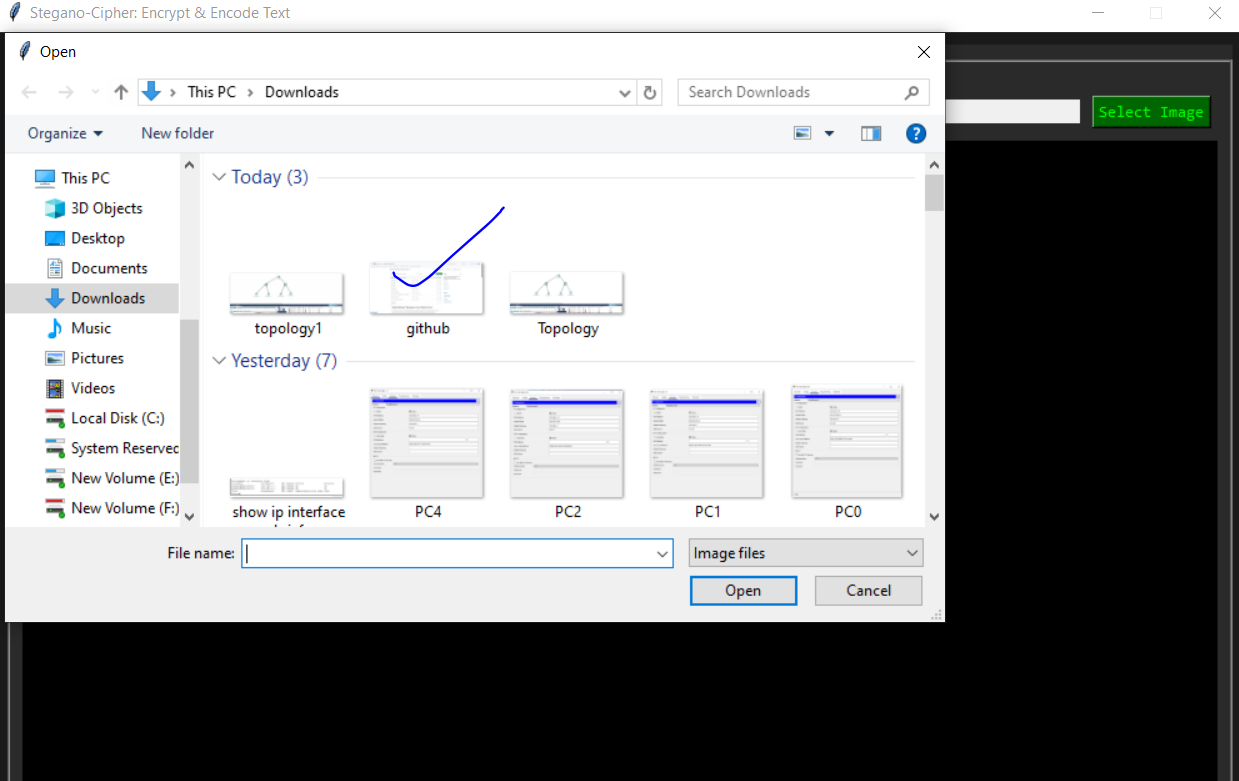 Stegano-Cipher: Encrypt & Encode Text
Open
This PC > Downloads
Search Downloads
Select Image
Organize
New folder
This PC
3D Objects
Desktop
Documents
Downloads
Music
Pictures
Videos
Local Disk (C:)
System Reserved
New Volume (E:)
New Volume (F:)
Today (3)
topology1
github
Topology
Yesterday (7)
show ip interface
PC4
PC2
PC1
PC0
File name:
Image files
Open
Cancel